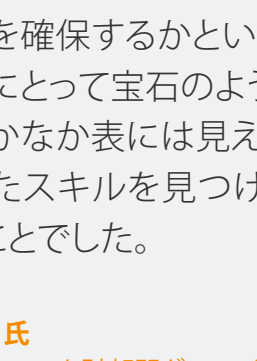 を確保するかとい
にとって宝石のよう
かなか表には見え
たスキルを見つけ
ことでした。
氏